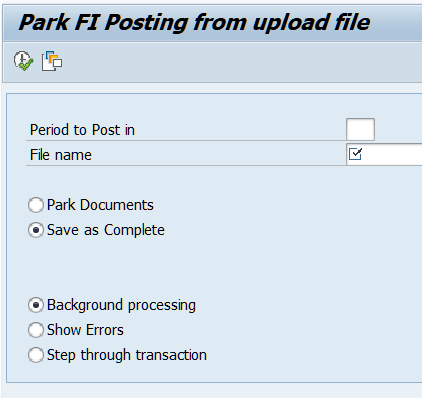 Park FI Posting from upload file
Period to Post in
File name
Park Documents
Save as Complete
Background processing
Show Errors
Step through transaction